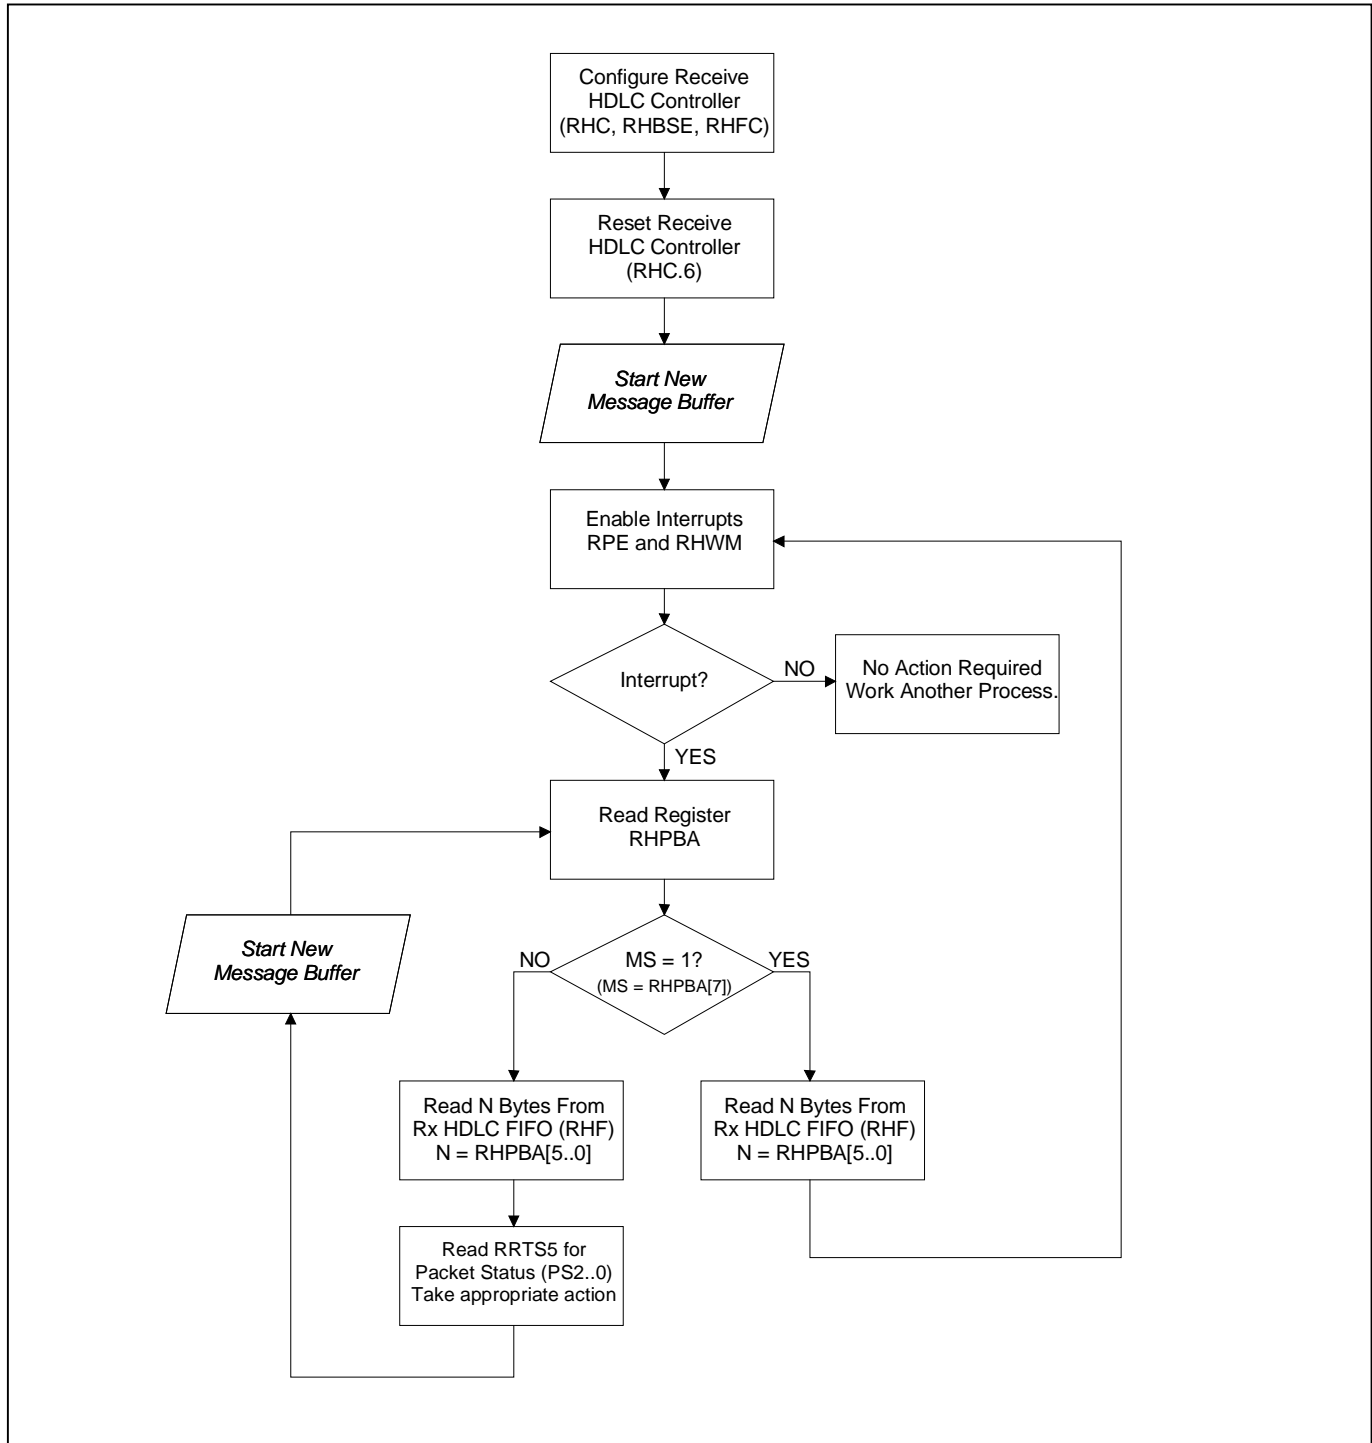 Configure Receive
HDLC Controller
(RHC, RHBSE, RHFC)
Reset Receive
HDLC Controller
(RHC.6)
Start New
Message Buffer
Enable Interrupts
RPE and RHWM
Interrupt?
NO
No Action Required
Work Another Process.
YES
Read Register
RHPBA
Start New
Message Buffer
NO
MS = 1?
(MS = RHPBA[7])
YES
Read N Bytes From
Rx HDLC FIFO (RHF)
N = RHPBA[5..0]
Read N Bytes From
Rx HDLC FIFO (RHF)
N = RHPBA[5..0]
Read RRTS5 for
Packet Status (PS2..0)
Take appropriate action